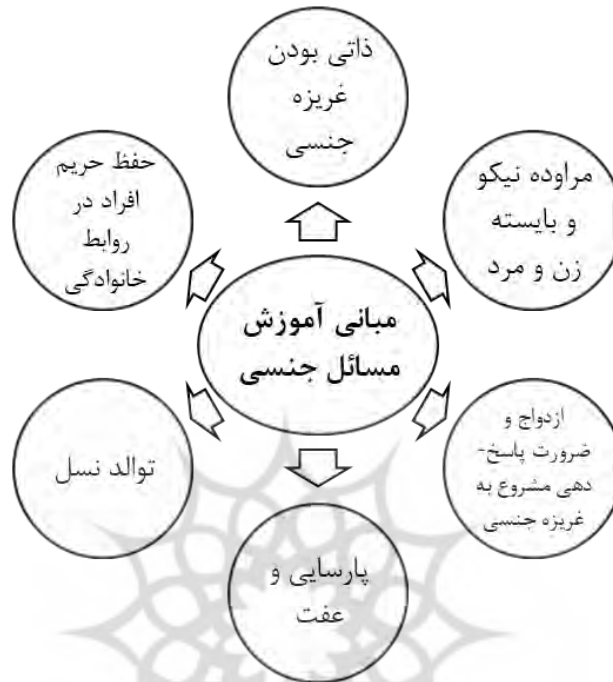 ذاتی بودن
غریزه
جنسی
مراوده نیکو
و بایسته
زن و مرد
حفظ حریم
افراد در
روابط
خانوادگی
مبانی آموزش
مسائل جنسی
ازدواج و
ضرورت پاسخ-
دهی مشروع به
غریزه جنسی
توالد نسل
پارسایی و
عفت